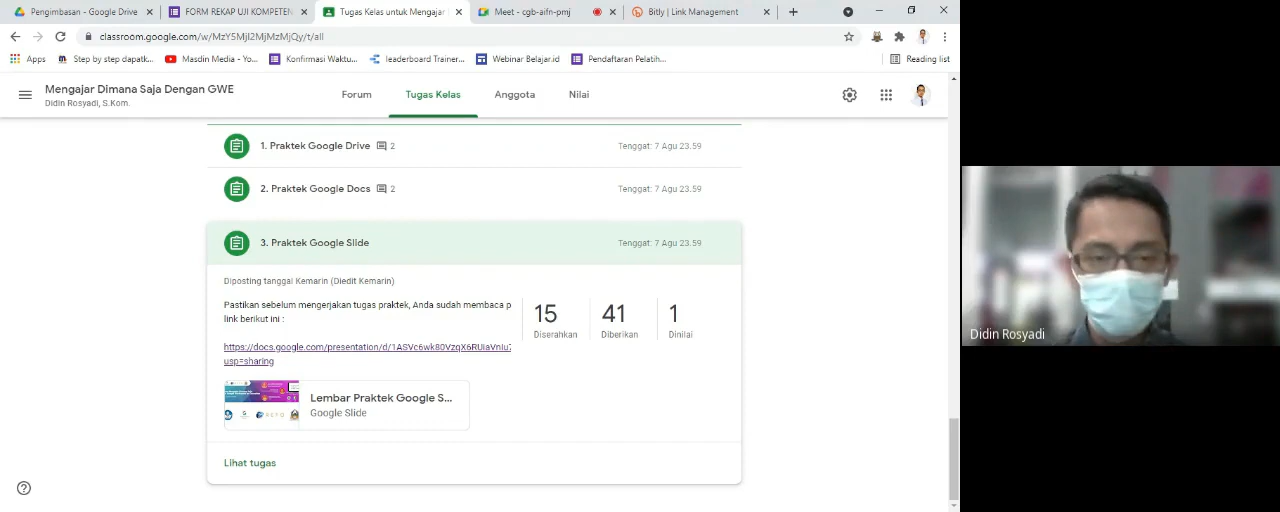 Pengimbasan - Google Drive
FORM REKAP UJI KOMPETEN
Tugas Kelas untuk Mengajar
Meet - cgb-aifn-pmj
Bitly | Link Management
classroom.google.com/w/MzY5MjI2MjMzMjQy/t/all
Apps
Step by step dapatk...
Masdin Media - Yo...
Konfirmasi Waktu...
leaderboard Trainer...
Webinar Belajar.id
Pendaftaran Pelatih...
Reading list
Mengajar Dimana Saja Dengan GWE
Didin Rosyadi, S.Kom.
Forum
Tugas Kelas
Anggota
Nilai
1. Praktek Google Drive 2
Tenggat: 7 Agu 23.59
2. Praktek Google Docs 2
Tenggat: 7 Agu 23.59
3. Praktek Google Slide
Tenggat: 7 Agu 23.59
Diposting tanggal Kemarin (Diedit Kemarin)
Pastikan sebelum mengerjakan tugas praktek, Anda sudah membaca p
link berikut ini :
https://docs.google.com/presentation/d/1ASVc6wk80VzqX6RUiaVniu7
usp=sharing
15
Diserahkan
41
Diberikan
1
Dinilai
Lembar Praktek Google S...
Google Slide
Lihat tugas
Didin Rosyadi